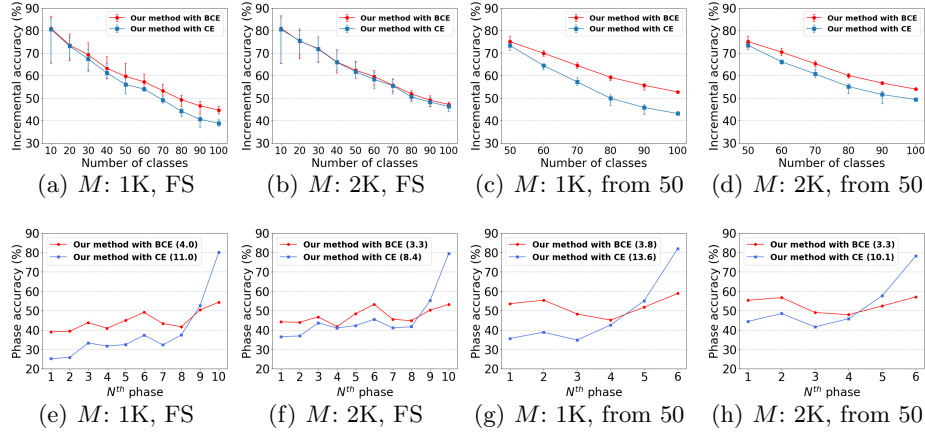 Incremental accuracy (%)
90
80
70
60
50
40
30
Our method with BCE
Our method with CE
10 20 30 40 50 60 70 80 90 100
Number of classes
(a) M: 1K, FS
Incremental accuracy (%)
90
80
70
60
50
40
30
Our method with BCE
Our method with CE
10 20 30 40 50 60 70 80 90 100
Number of classes
(b) M: 2K, FS
Incremental accuracy (%)
90
80
70
60
50
40
30
Our method with BCE
Our method with CE
50 60 70 80 90 100
Number of classes
(c) M: 1K, from 50
Incremental accuracy (%)
90
80
70
60
50
40
30
Our method with BCE
Our method with CE
50 60 70 80 90 100
Number of classes
(d) M: 2K, from 50
Phase accuracy (%)
90
80
70
60
50
40
30
20
Our method with BCE (4.0)
Our method with CE (11.0)
1 2 3 4 5 6 7 8 9 10
Nth phase
(e) M: 1K, FS
Phase accuracy (%)
90
80
70
60
50
40
30
20
Our method with BCE (3.3)
Our method with CE (8.4)
1 2 3 4 5 6 7 8 9 10
Nth phase
(f) M: 2K, FS
Phase accuracy (%)
90
80
70
60
50
40
30
20
Our method with BCE (3.8)
Our method with CE (13.6)
1 2 3 4 5 6
Nth phase
(g) M: 1K, from 50
Phase accuracy (%)
90
80
70
60
50
40
30
20
Our method with BCE (3.3)
Our method with CE (10.1)
1 2 3 4 5 6
Nth phase
(h) M: 2K, from 50